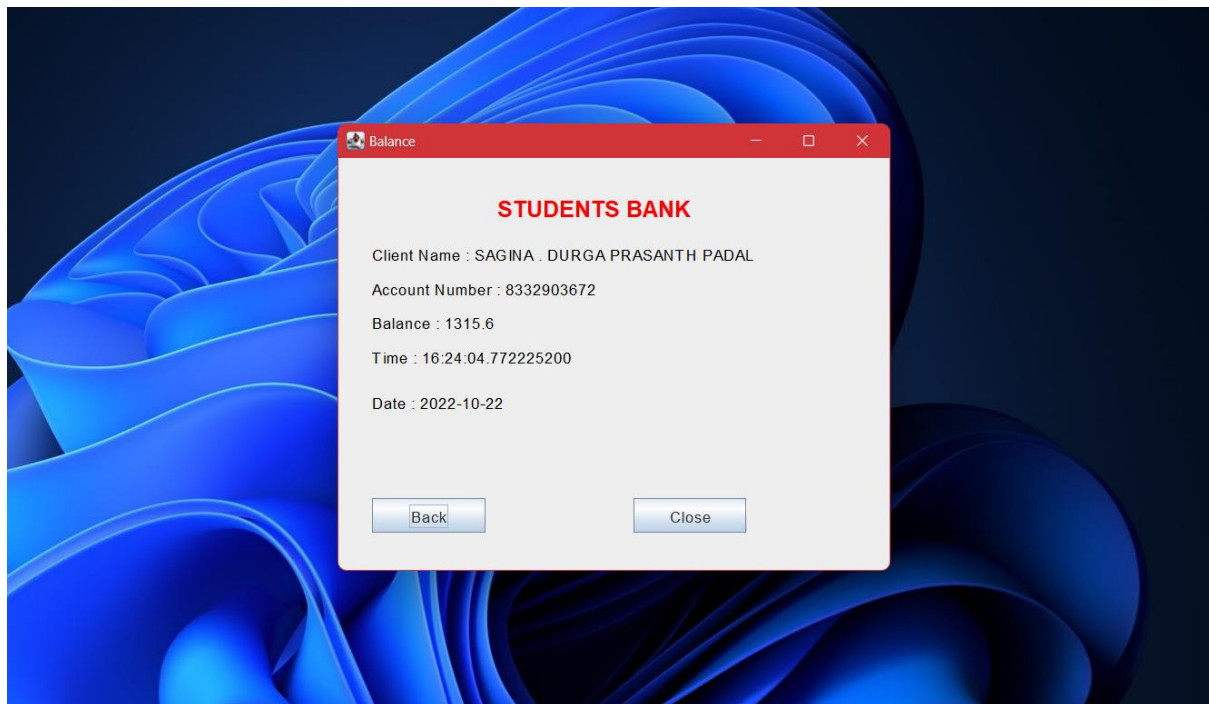 Balance
STUDENTS BANK
Client Name : SAGINA . DURGA PRASANTH PADAL
Account Number : 8332903672
Balance : 1315.6
Time : 16:24:04.772225200
Date : 2022-10-22
Back Close